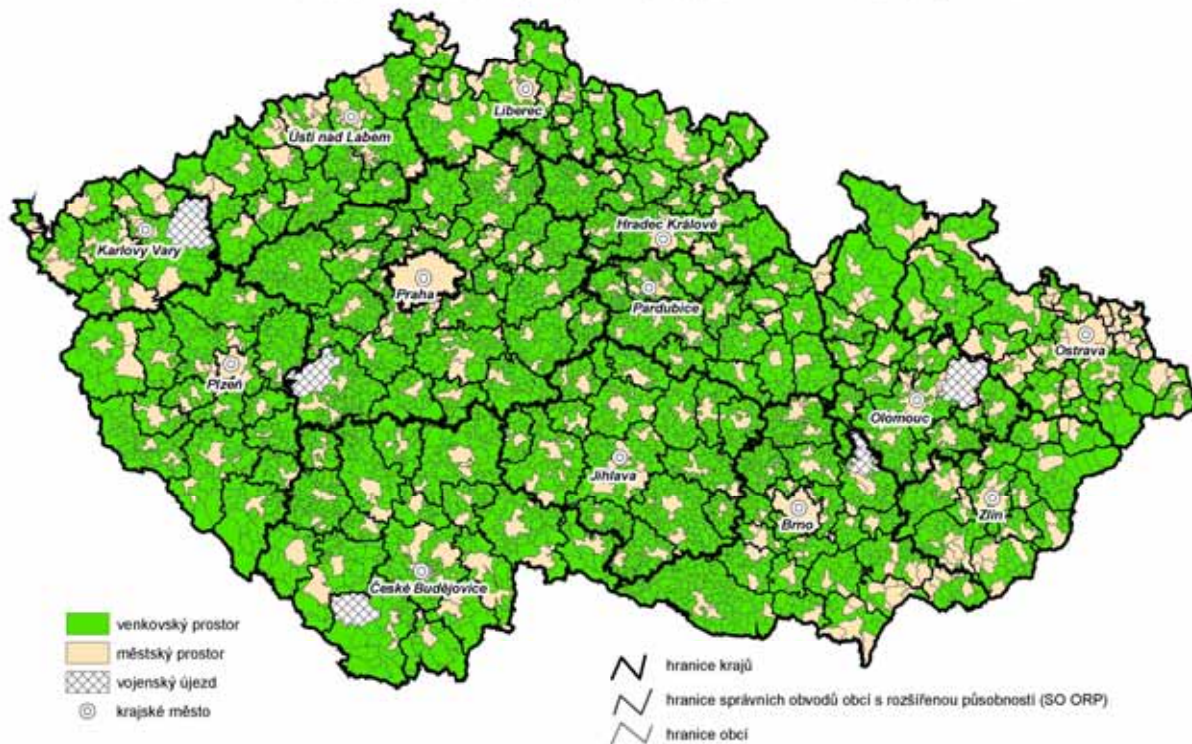 Liberec
Ústí nad Labem
Hradec Králové
Karlovy Vary
Praha
Pardubice
Ostrava
Plzeň
Olomouc
Jihlava
Zlín
Brno
České Budějovice
venkovský prostor
městský prostor
vojenský újezd
krajské město
hranice krajů
hranice správních obvodů obcí s rozšířenou působností (SO ORP)
hranice obcí